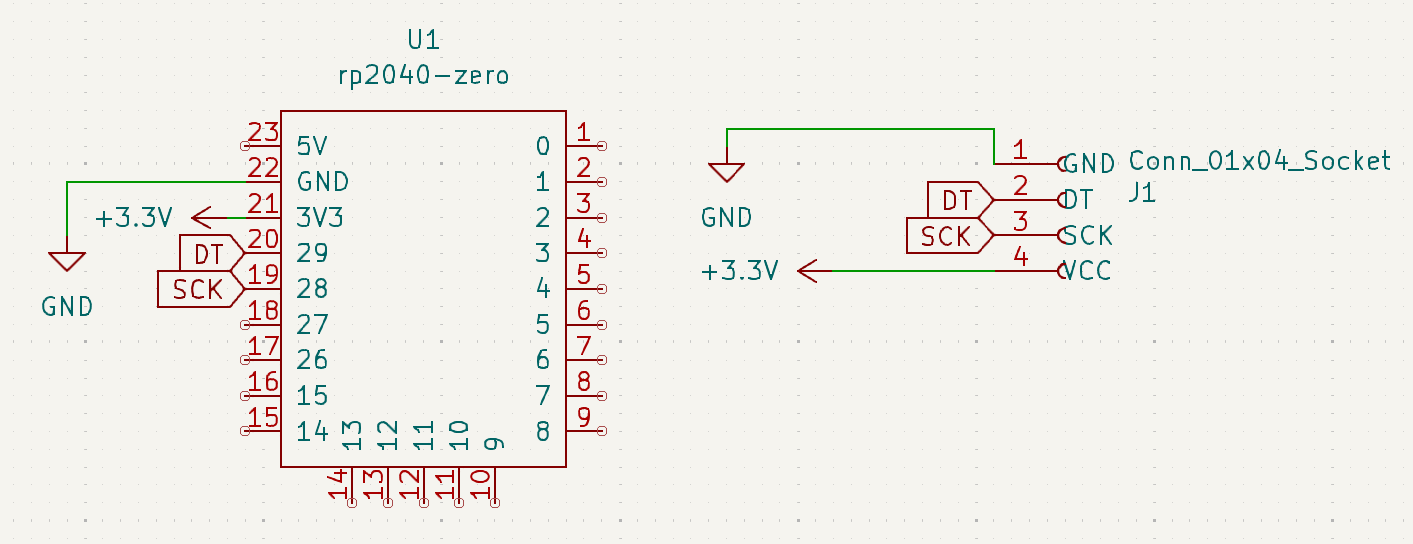 U1
rp2040-zero
23 5V 0 1
22 GND 1 2
+3.3V 21 3V3 2 3
DT 20 29 3 4
SCK 19 28 4 5
GND
18 27 5 6
17 26 6 7
16 15 7 8
15 14 8 9
13 12 11 10 9
14 13 12 11 10
1 GND Conn_01x04_Socket
DT 2 DT J1
GND
SCK 3 SCK
+3.3V 4 VCC